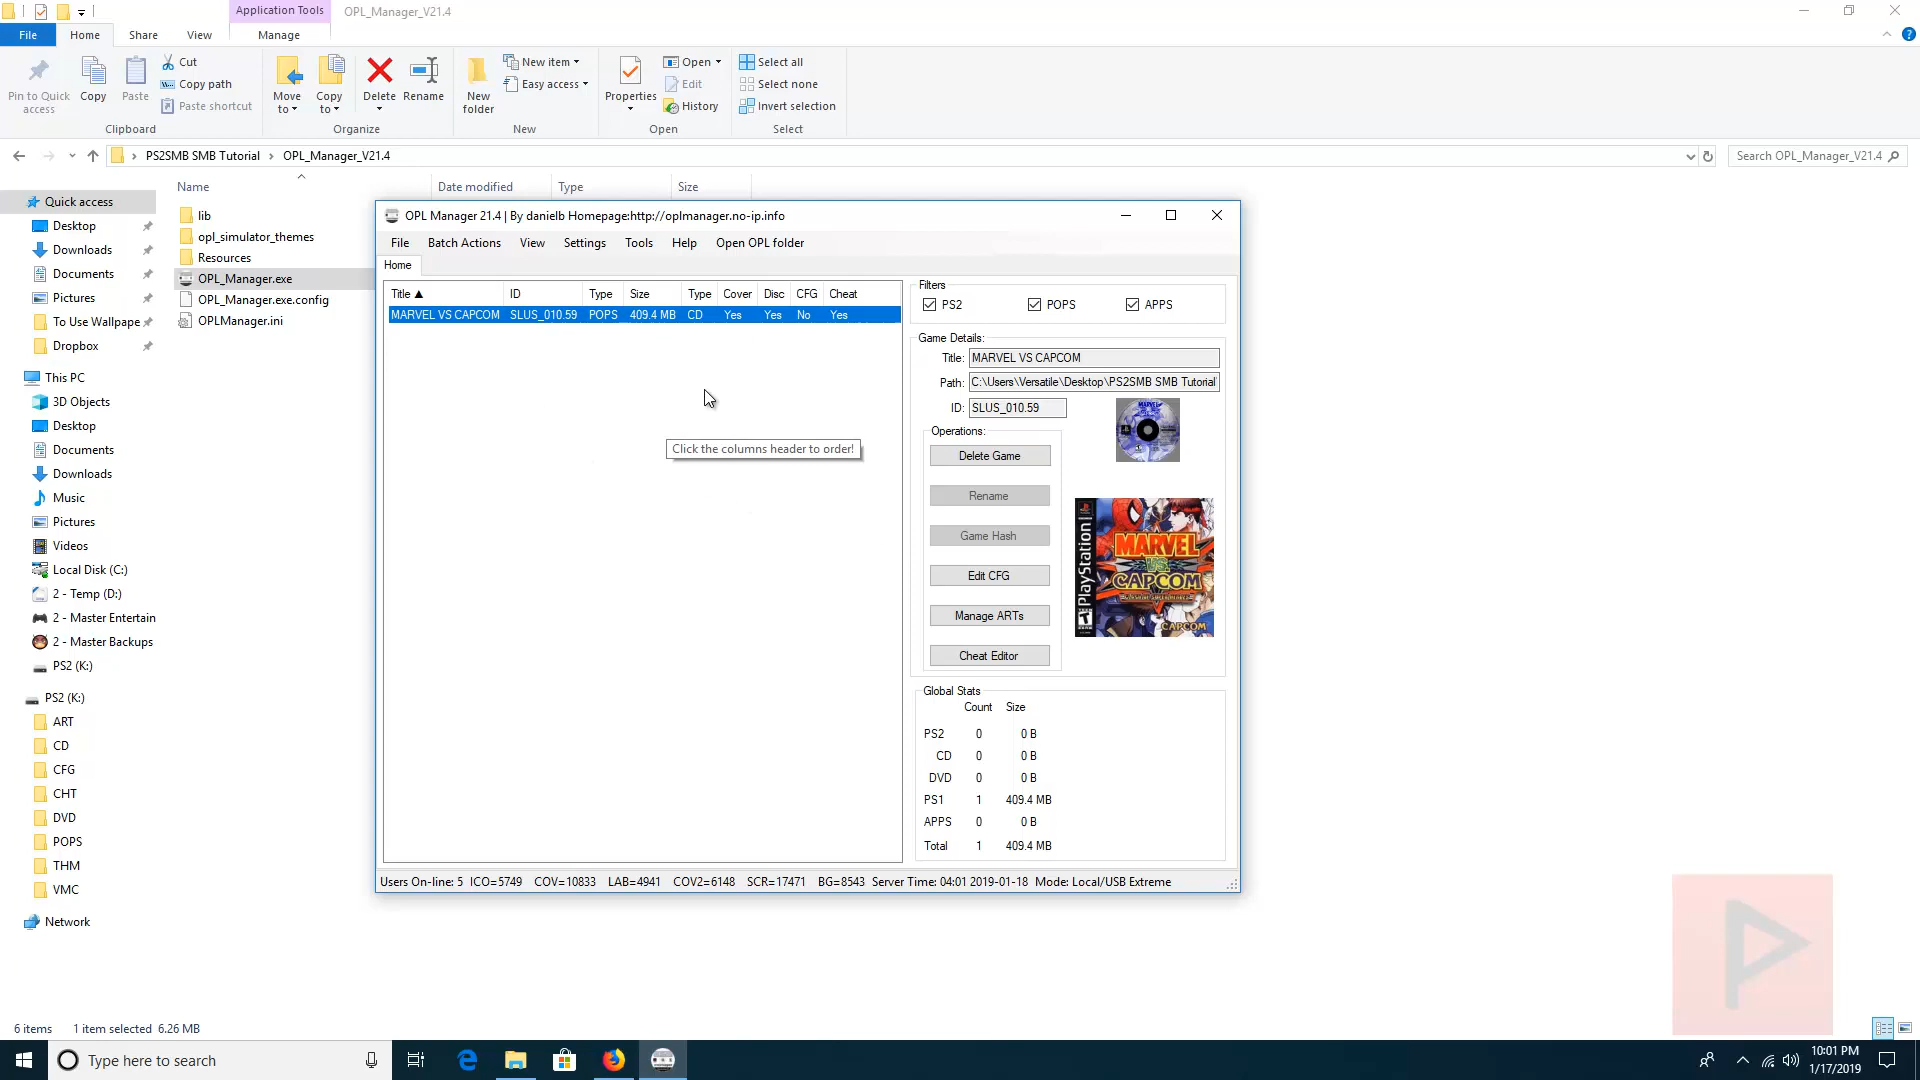 Application Tools
OPL_Manager_V21.4
File
Home
Share
View
Manage
Pin to Quick access
Copy
Paste
Cut
Copy path
Paste shortcut
Clipboard
Move to
Copy to
Delete
Rename
Organize
New folder
New item
Easy access
New
Properties
Open
Edit
History
Open
Select all
Select none
Invert selection
Select
PS2SMB SMB Tutorial
OPL_Manager_V21.4
Search OPL_Manager_V21.4
Name
Date modified
Type
Size
Quick access
Desktop
Downloads
Documents
Pictures
To Use Wallpape
Dropbox
This PC
3D Objects
Desktop
Documents
Downloads
Music
Pictures
Videos
Local Disk (C:)
2 - Temp (D:)
2 - Master Entertain
2 - Master Backups
PS2 (K:)
PS2 (K:)
ART
CD
CFG
CHT
DVD
POPS
THM
VMC
Network
lib
opl_simulator_themes
Resources
OPL_Manager.exe
OPL_Manager.exe.config
OPLManager.ini
OPL Manager 21.4 | By danielb Homepage:http://oplmanager.no-ip.info
File
Batch Actions
View
Settings
Tools
Help
Open OPL folder
Home
Title ID Type Size Type Cover Disc CFG Cheat
MARVEL VS CAPCOM SLUS_010.59 POPS 409.4 MB CD Yes Yes No Yes
Click the columns header to order!
Filters
PS2
POPS
APPS
Game Details:
Title: MARVEL VS CAPCOM
Path: C:\Users\Versatile\Desktop\PS2SMB SMB Tutorial
ID: SLUS_010.59
Operations:
Delete Game
Rename
Game Hash
Edit CFG
Manage ARTs
Cheat Editor
MARVEL
PlayStation
MARVEL
VS.
CAPCOM
CAPCOM
Global Stats
Count Size
PS2 0 0 B
CD 0 0 B
DVD 0 0 B
PS1 1 409.4 MB
APPS 0 0 B
Total 1 409.4 MB
Users On-line: 5 ICO=5749 COV=10833 LAB=4941 COV2=6148 SCR=17471 BG=8543 Server Time: 04:01 2019-01-18 Mode: Local/USB Extreme
6 items
1 item selected 6.26 MB
Type here to search
10:01 PM
1/17/2019